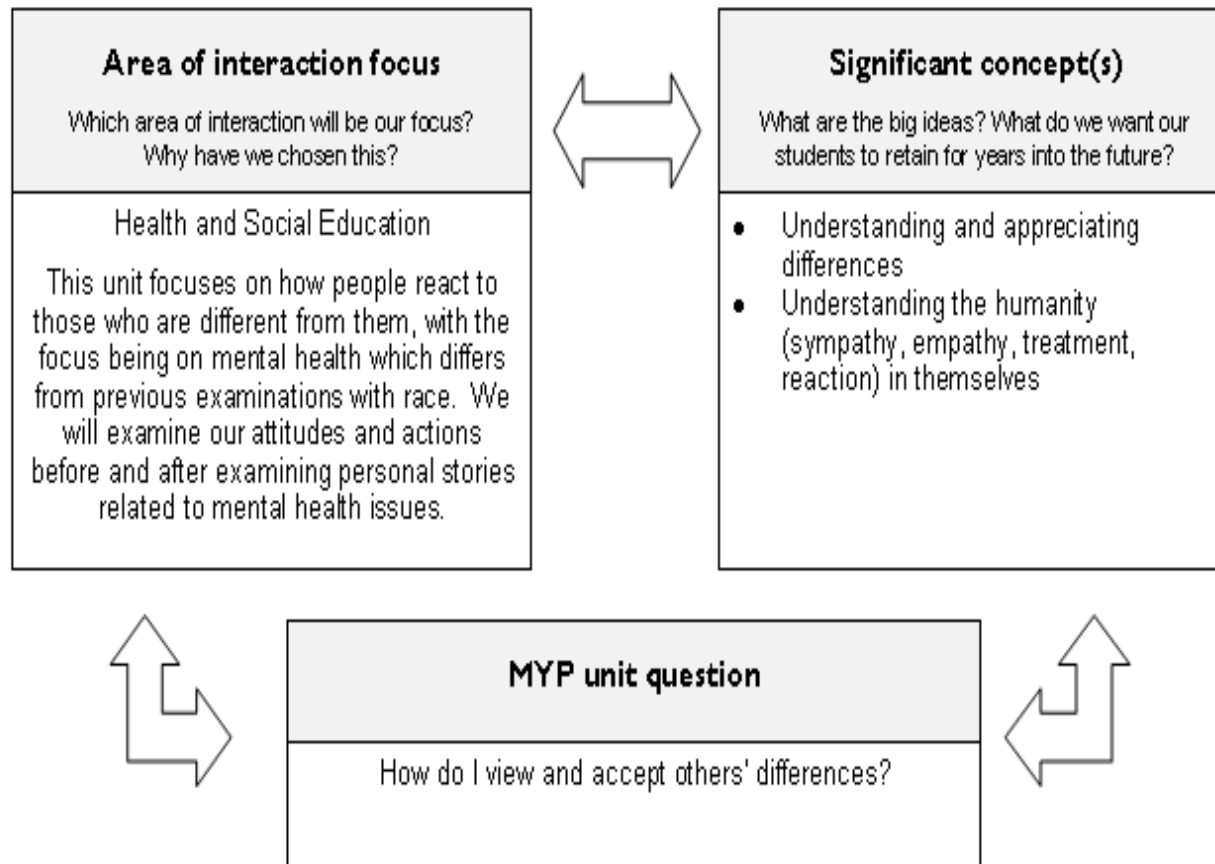 Area of interaction focus
Which area of interaction will be our focus?
Why have we chosen this?
Health and Social Education
This unit focuses on how people react to
those who are different from them, with the
focus being on mental health which differs
from previous examinations with race. We
will examine our attitudes and actions
before and after examining personal stories
related to mental health issues.
Significant concept(s)
What are the big ideas? What do we want our
students to retain for years into the future?
• Understanding and appreciating
differences
• Understanding the humanity
(sympathy, empathy, treatment,
reaction) in themselves
MYP unit question
How do I view and accept others' differences?